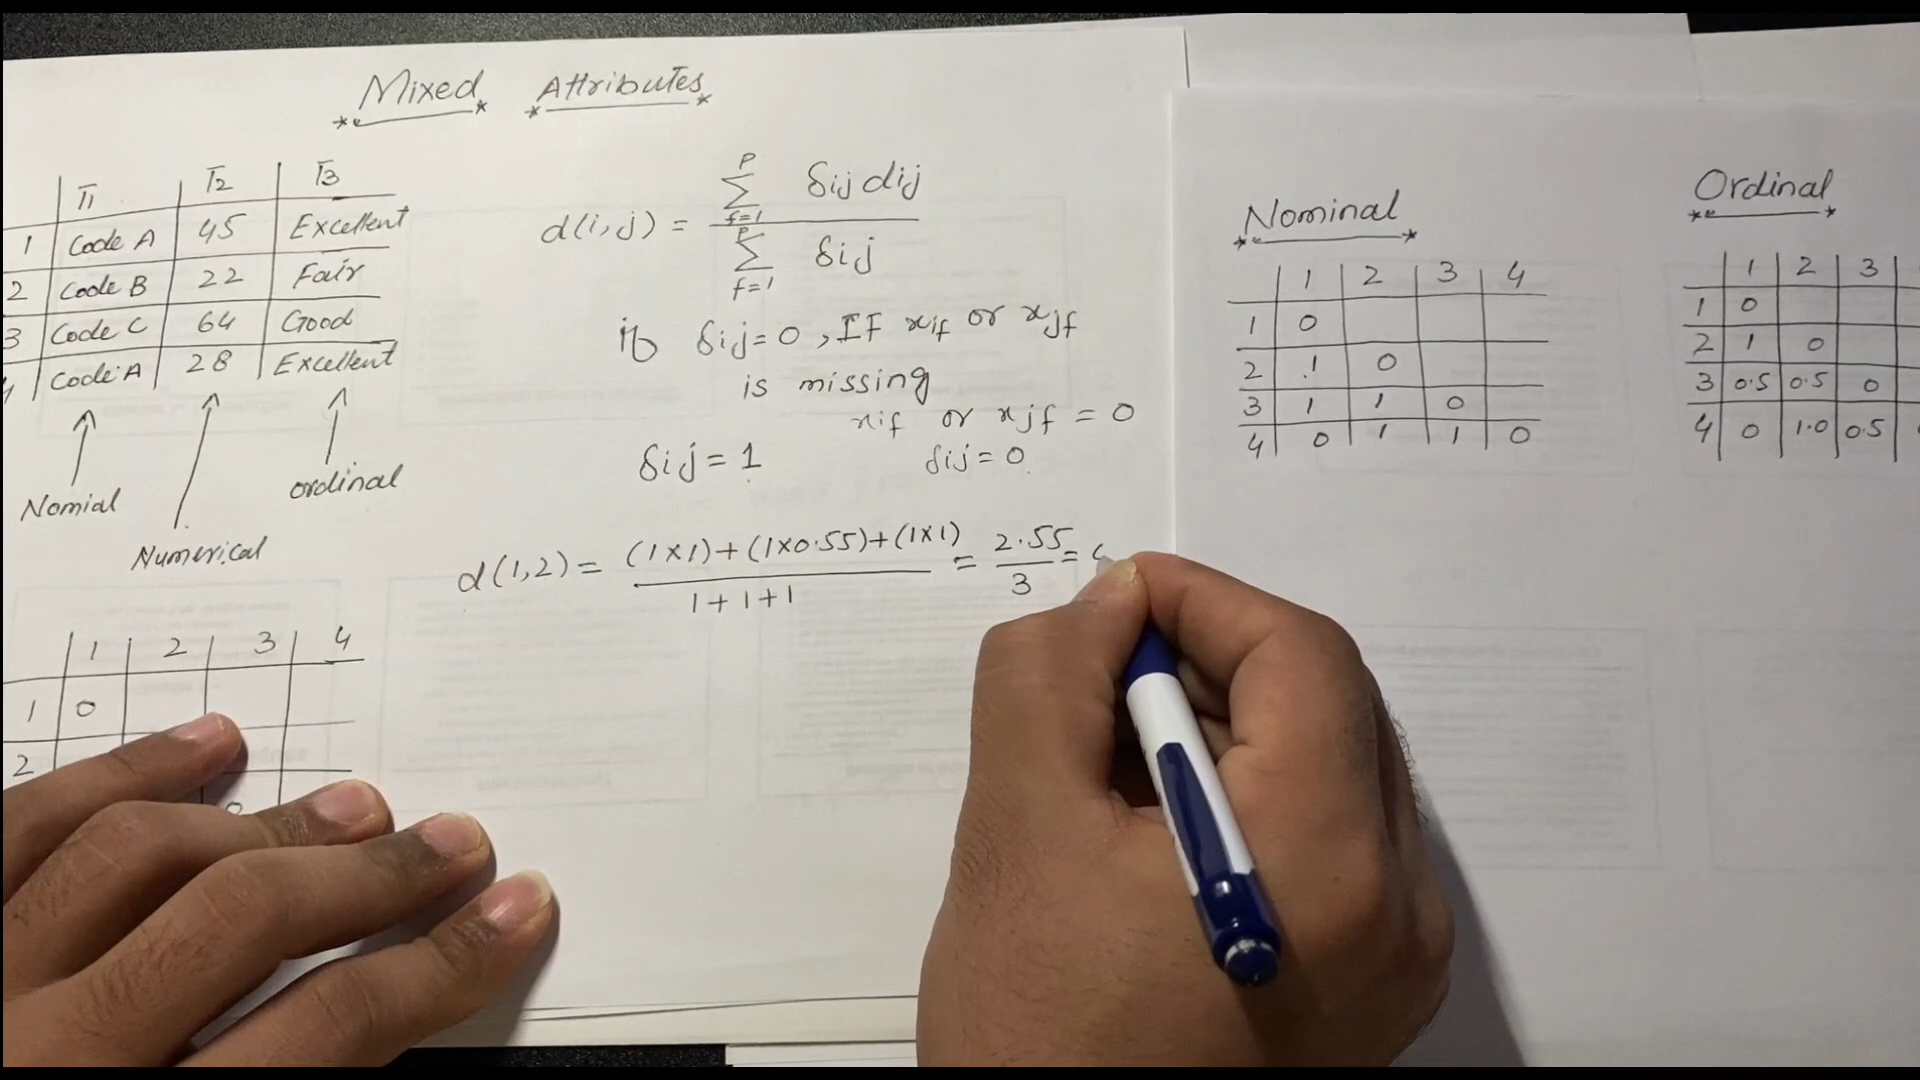 Mixed Attributes
T1 T2 T3
1 Code A 45 Excellent
2 Code B 22 Fair
3 Code C 64 Good
4 Code A 28 Excellent
Nomial
Numerical
ordinal
d(i,j) = Σ f=1 P δij dij / Σ f=1 P δij
δij=0, IF xif or xjf
is missing
xif or xjf = 0
δij = 1 δij = 0
d(1,2) = (1×1)+(1×0.55)+(1×1) / 1+1+1 = 2.55 / 3 =
1 2 3 4
1 0
2
0
Nominal
1 2 3 4
1 0
2 1 0
3 1 1 0
4 0 1 1 0
Ordinal
1 2 3
1 0
2 1 0
3 0.5 0.5 0
4 0 1.0 0.5